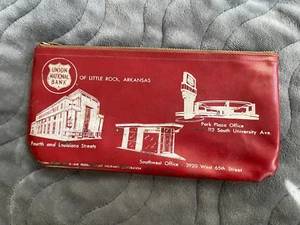 UNION
NATIONAL
BANK
OF LITTLE ROCK, ARKANSAS
Park Plaza Office
112 South University Ave
Fourth and Louisiana Streets
Southwest Office 3920 West 65th Street